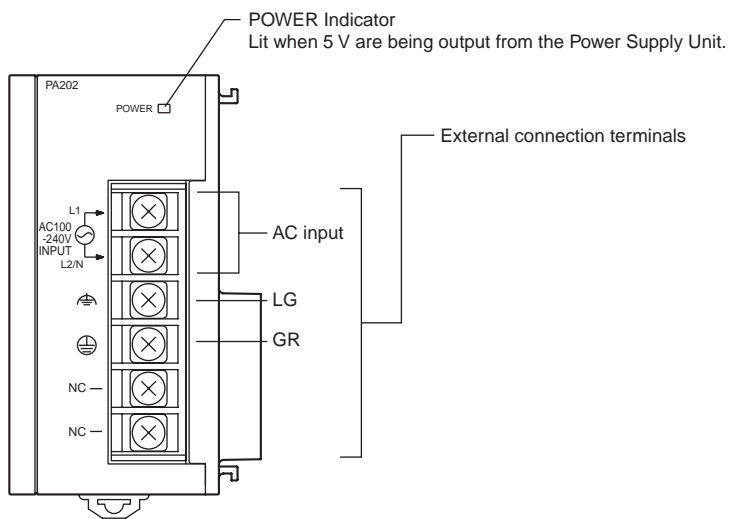 POWER Indicator
Lit when 5 V are being output from the Power Supply Unit.
PA202
POWER
External connection terminals
L1
AC100
-240V
INPUT
L2/N
AC input
LG
GR
NC
NC